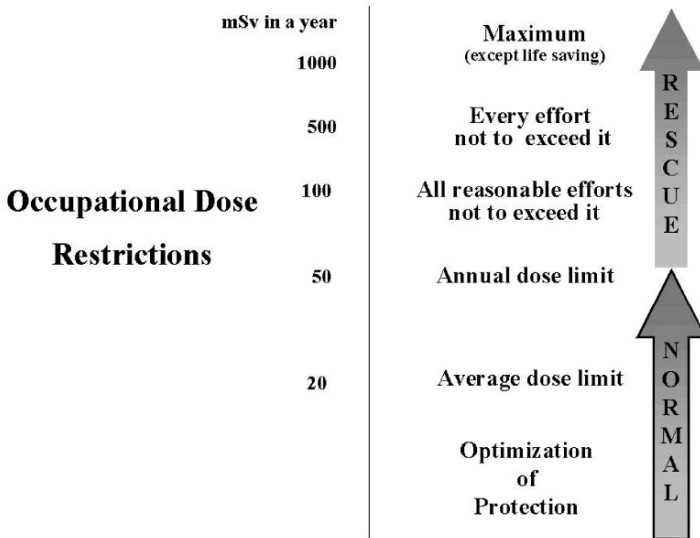 mSv in a year
1000
500
100
50
20
Occupational Dose
Restrictions
Maximum
(except life saving)
Every effort
not to exceed it
All reasonable efforts
not to exceed it
Annual dose limit
Average dose limit
Optimization
of
Protection
RESCUE
NORMAL